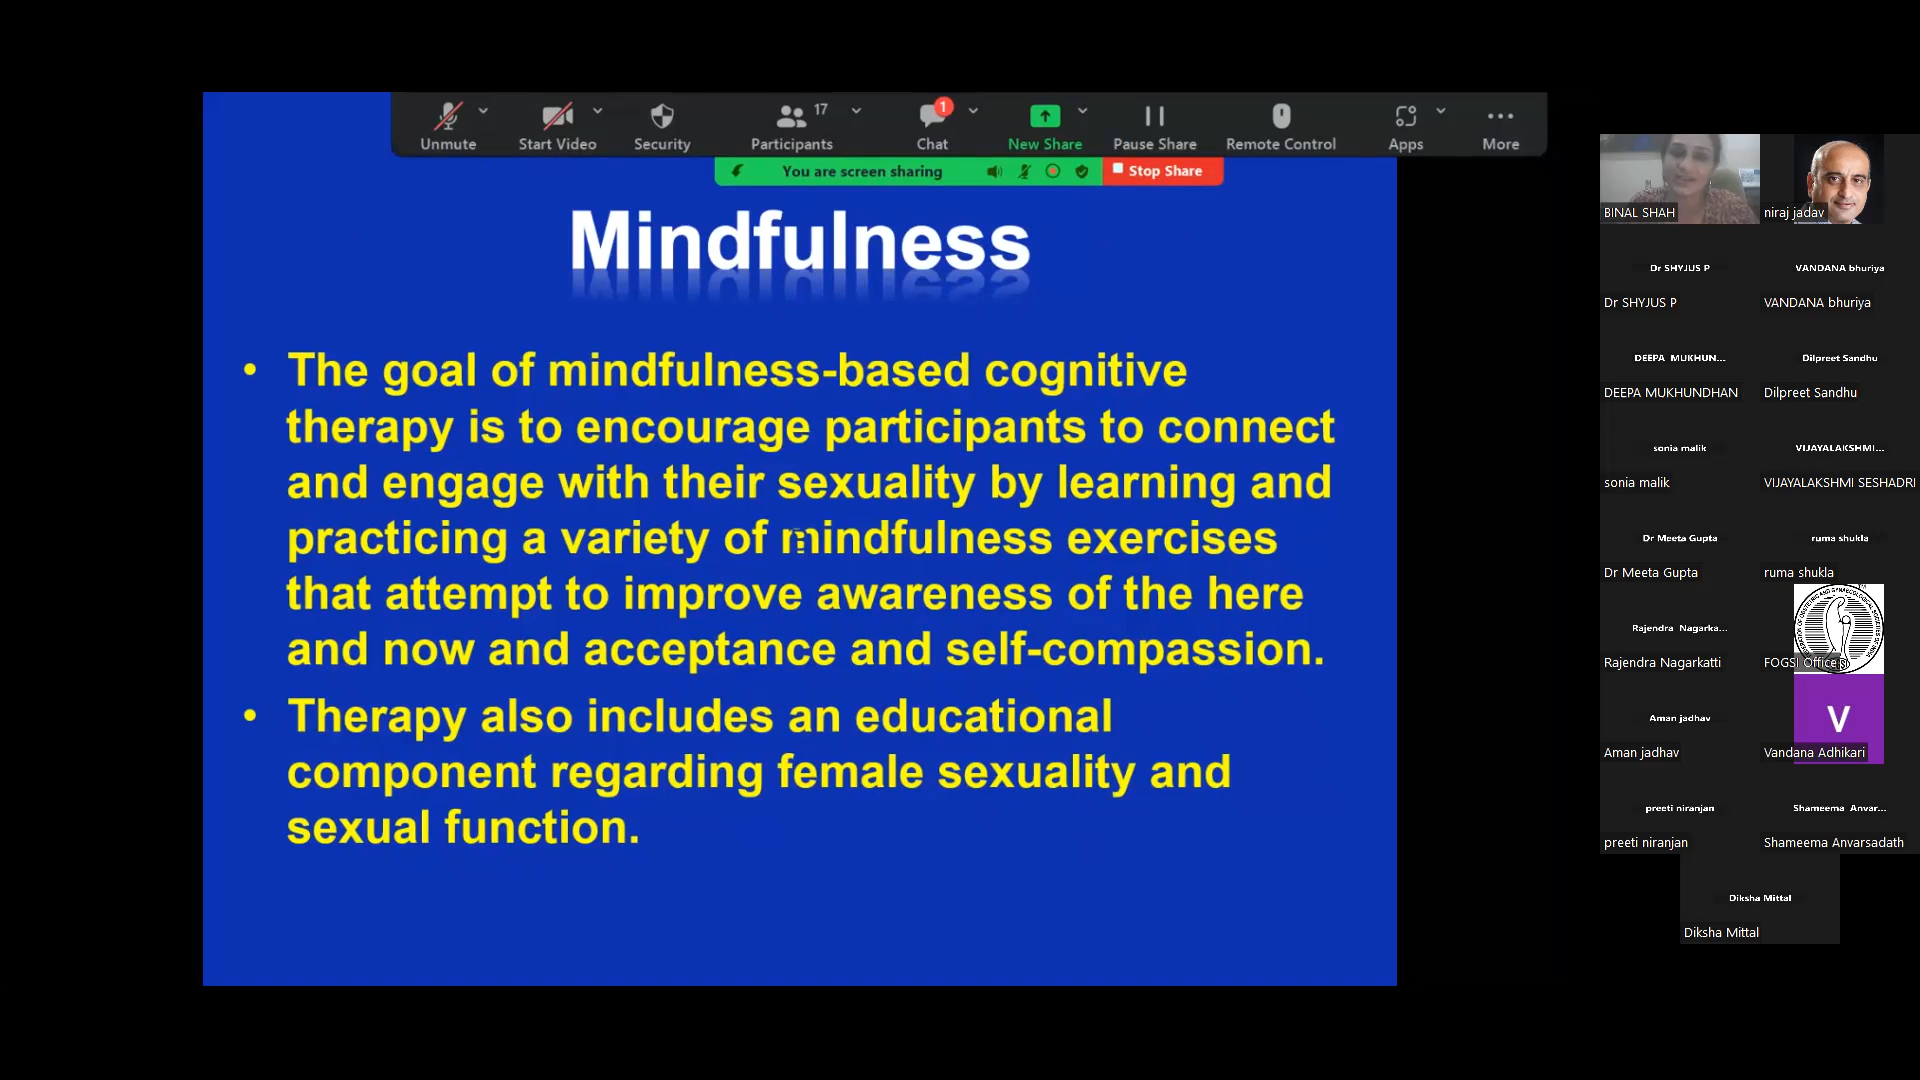 Unmute
Start Video
Security
17
Participants
1
Chat
New Share
Pause Share
Remote Control
Apps
More
You are screen sharing
Stop Share
Mindfulness
• The goal of mindfulness-based cognitive
therapy is to encourage participants to connect
and engage with their sexuality by learning and
practicing a variety of mindfulness exercises
that attempt to improve awareness of the here
and now and acceptance and self-compassion.
• Therapy also includes an educational
component regarding female sexuality and
sexual function.
BINAL SHAH
niraj jadav
Dr SHYJUS P
VANDANA bhuriya
Dr SHYJUS P
VANDANA bhuriya
DEEPA MUKHUN...
Dilpreet Sandhu
DEEPA MUKHUNDHAN
Dilpreet Sandhu
sonia malik
VIJAYALAKSHMI...
sonia malik
VIJAYALAKSHMI SESHADRI
Dr Meeta Gupta
ruma shukla
Dr Meeta Gupta
ruma shukla
Rajendra Nagarka...
Rajendra Nagarkatti
FOGSI Office
Aman jadhav
V
Aman jadhav
Vandana Adhikari
preeti niranjan
Shameema Anvar...
preeti niranjan
Shameema Anvarsadath
Diksha Mittal
Diksha Mittal